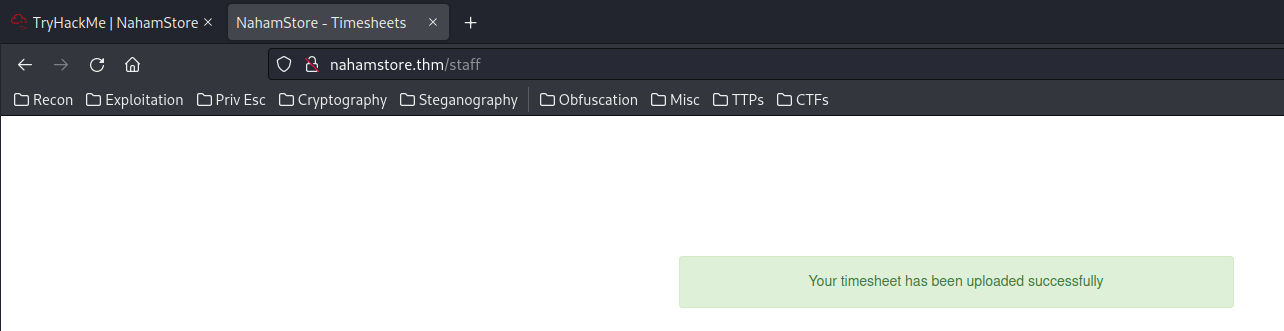 TryHackMe | NahamStore
NahamStore - Timesheets
nahamstore.thm/staff
Recon Exploitation Priv Esc Cryptography Steganography Obfuscation Misc TTPs CTFs
Your timesheet has been uploaded successfully